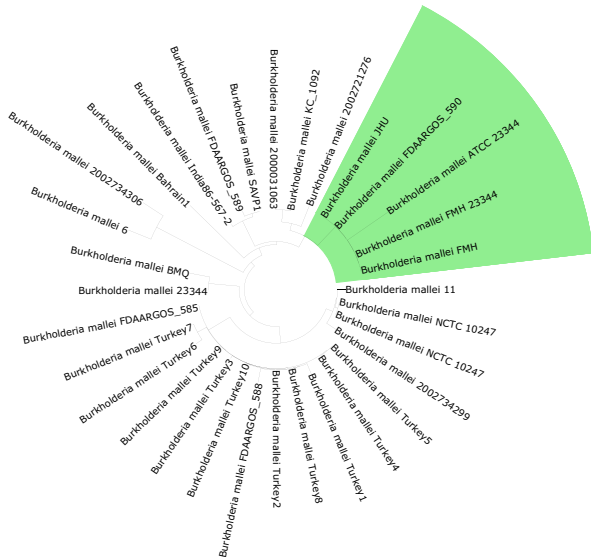 Burkholderia mallei 11
Burkholderia mallei FMH
Burkholderia mallei FMH 23344
Burkholderia mallei ATCC 23344
Burkholderia mallei FDAARGOS_590
Burkholderia mallei JHU
Burkholderia mallei 2002721276
Burkholderia mallei KC_1092
Burkholderia mallei 2000031063
Burkholderia mallei SAVP1
Burkholderia mallei FDAARGOS_589
Burkholderia mallei India86-567-2
Burkholderia mallei Bahrain1
Burkholderia mallei 2002734306
Burkholderia mallei 6
Burkholderia mallei BMQ
Burkholderia mallei 23344
Burkholderia mallei FDAARGOS_585
Burkholderia mallei Turkey7
Burkholderia mallei Turkey6
Burkholderia mallei Turkey9
Burkholderia mallei Turkey3
Burkholderia mallei Turkey10
Burkholderia mallei FDAARGOS_588
Burkholderia mallei Turkey2
Burkholderia mallei Turkey8
Burkholderia mallei Turkey1
Burkholderia mallei Turkey4
Burkholderia mallei Turkey5
Burkholderia mallei 2002734299
Burkholderia mallei NCTC 10247
Burkholderia mallei NCTC 10247